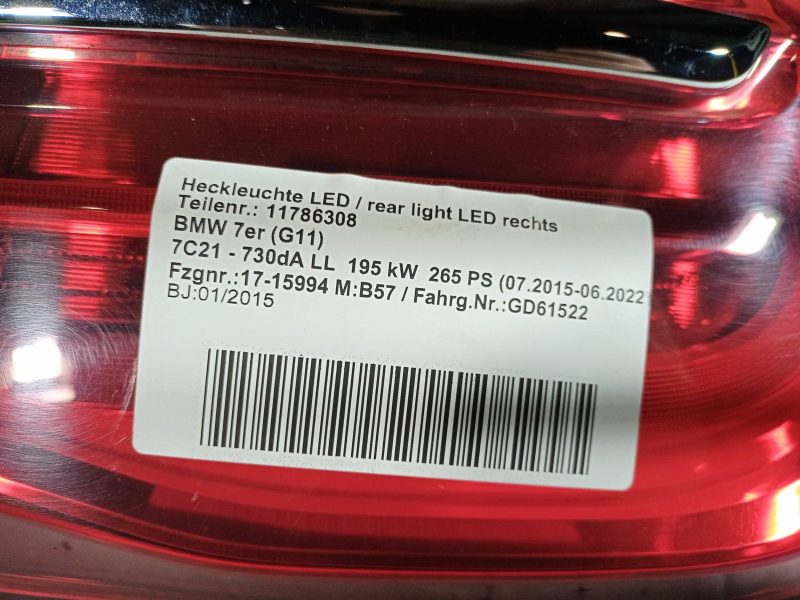 Heckleuchte LED / rear light LED rechts
Teilenr.: 11786308
BMW 7er (G11)
7C21 - 730dA LL 195 kW 265 PS (07.2015-06.2022
Fzgnr.:17-15994 M:B57 / Fahrg.Nr.:GD61522
BJ:01/2015